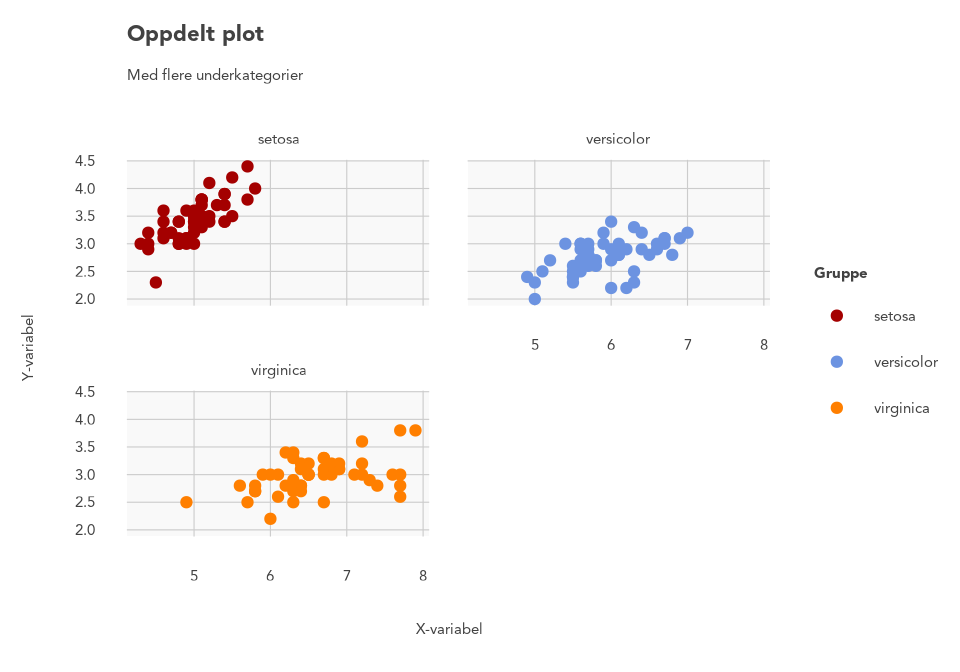 Oppdelt plot
Med flere underkategorier
setosa
versicolor
4.5
4.0
3.5
3.0
2.5
2.0
5
6
7
8
virginica
4.5
4.0
3.5
3.0
2.5
2.0
5
6
7
8
Y-variabel
X-variabel
Gruppe
setosa
versicolor
virginica